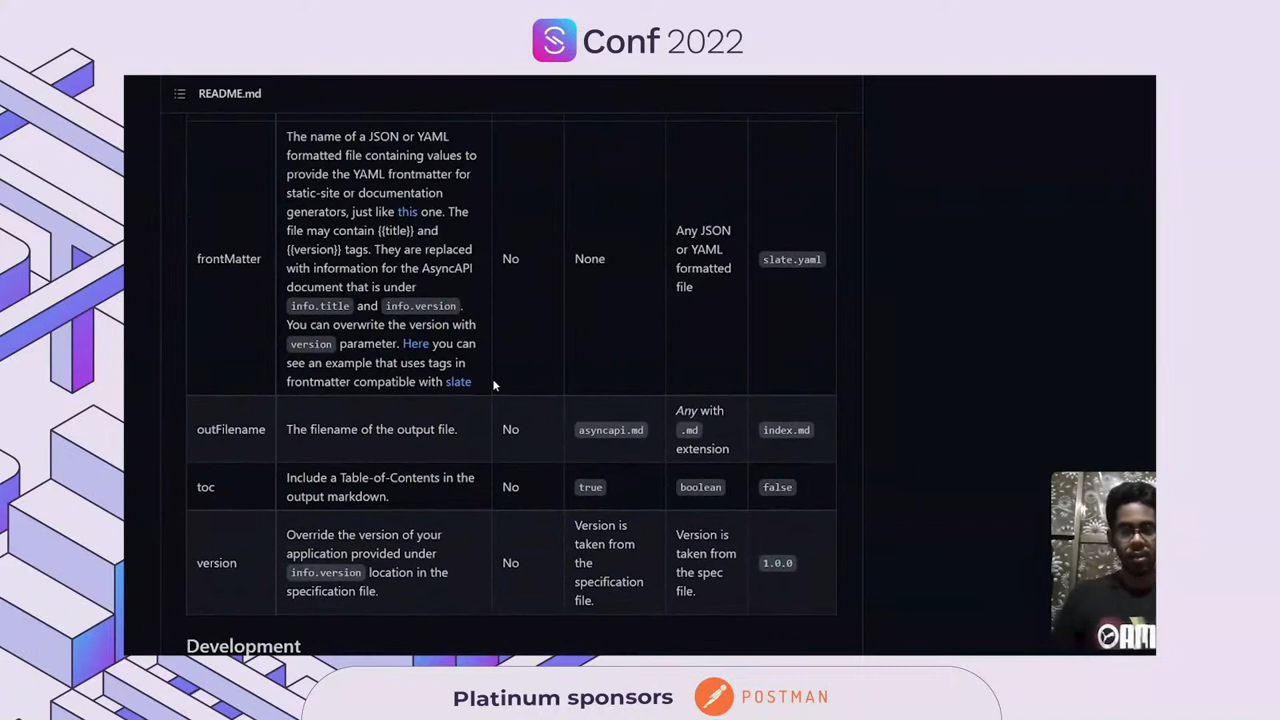 Conf 2022
README.md
frontMatter
The name of a JSON or YAML
formatted file containing values to
provide the YAML frontmatter for
static-site or documentation
generators, just like this one. The
file may contain {{title}} and
{{version}} tags. They are replaced
with information for the AsyncAPI
document that is under
info.title and info.version.
You can overwrite the version with
version parameter. Here you can
see an example that uses tags in
frontmatter compatible with slate
No
None
Any JSON
or YAML
formatted
file
slate.yaml
outFilename
The filename of the output file.
No
asyncapi.md
Any with
.md
extension
index.md
toc
Include a Table-of-Contents in the
output markdown.
No
true
boolean
false
version
Override the version of your
application provided under
info.version location in the
specification file.
No
Version is
taken from
the
specification
file.
Version is
taken from
the spec
file.
1.0.0
Development
Platinum sponsors
POSTMAN